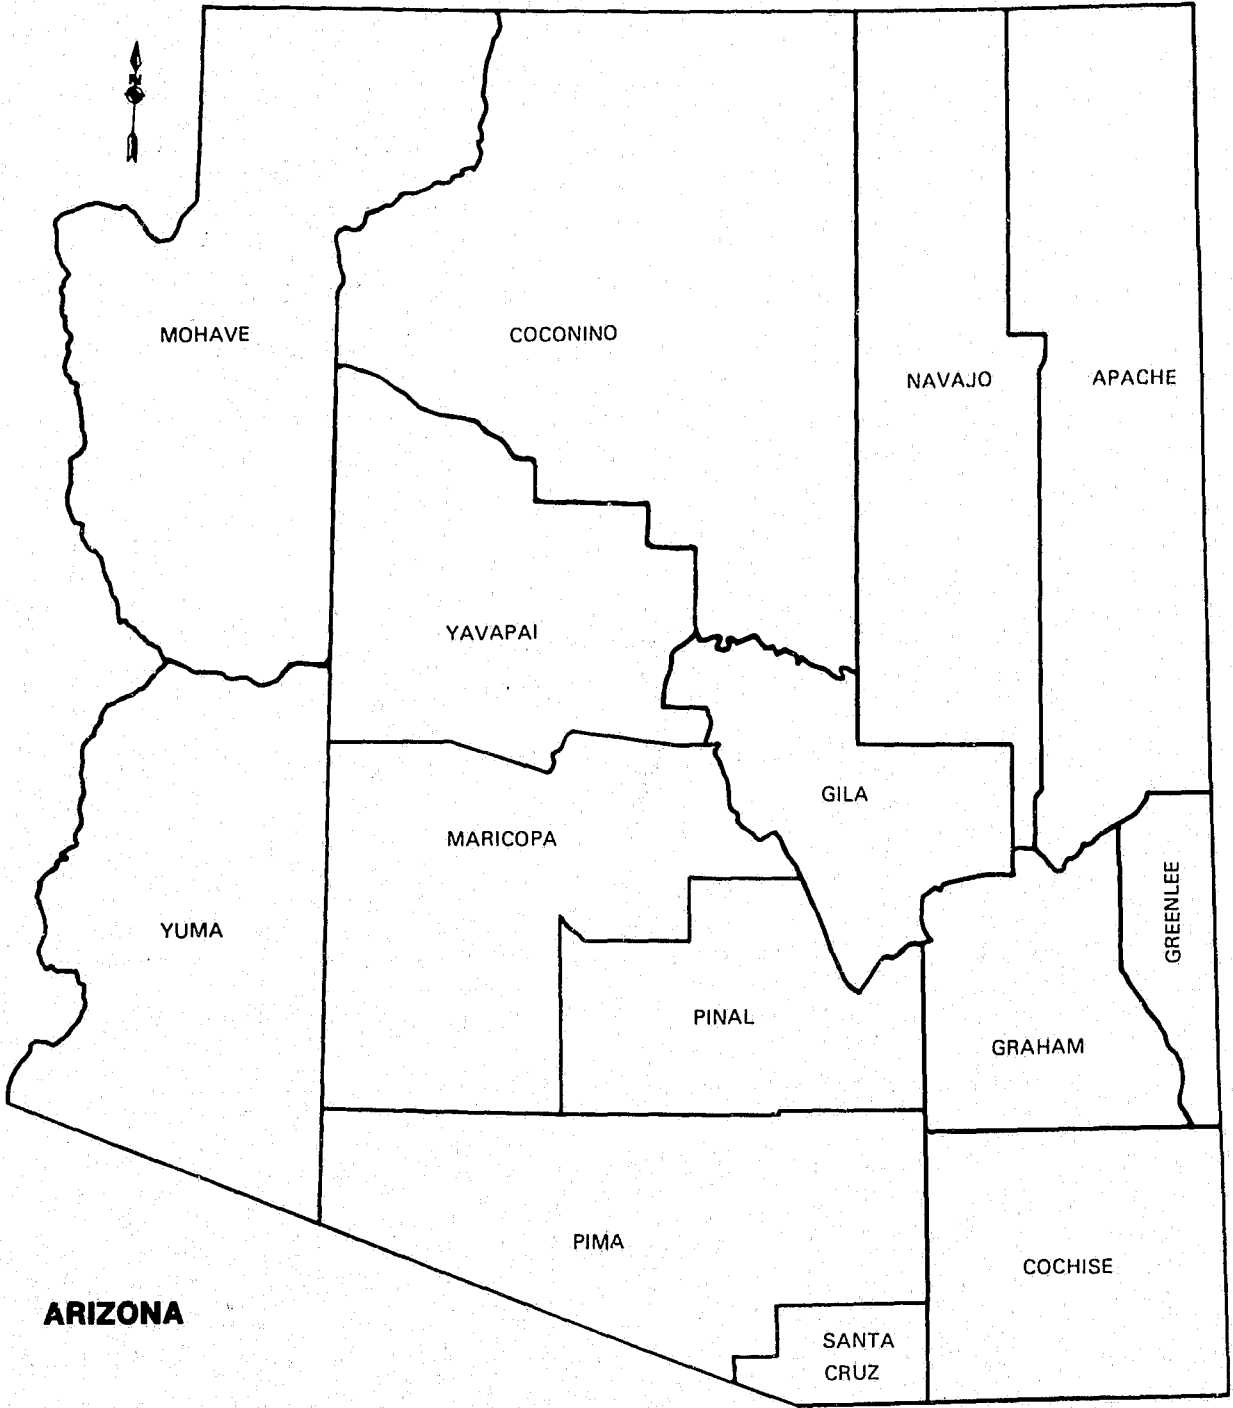 MOHAVE
COCONINO
NAVAJO
APACHE
YAVAPAI
GILA
MARICOPA
GREENLEE
YUMA
PINAL
GRAHAM
PIMA
COCHISE
ARIZONA
SANTA
CRUZ